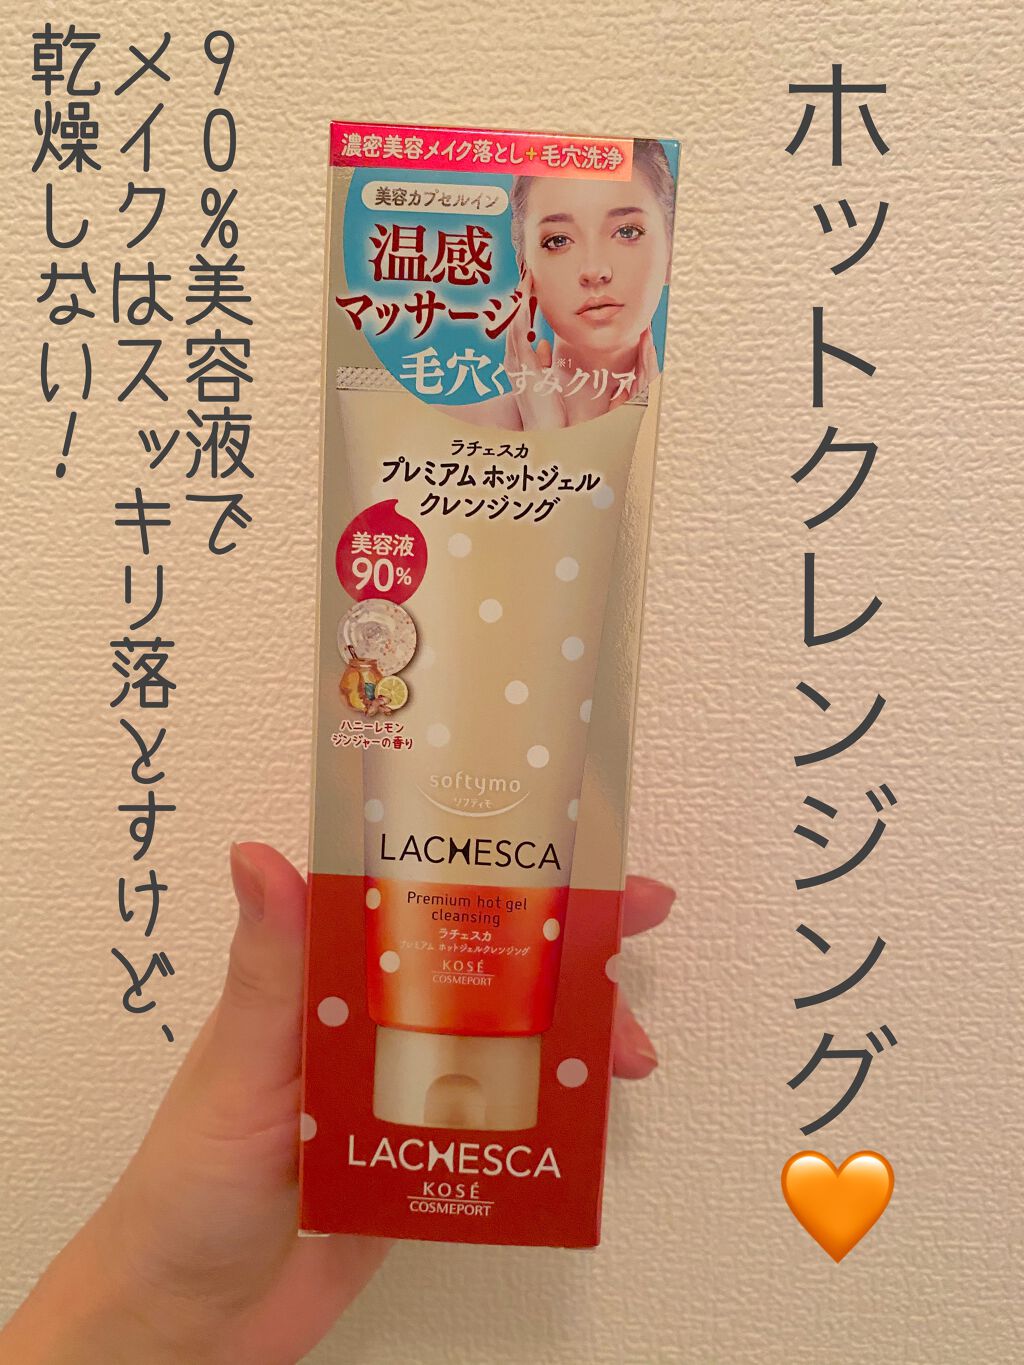 ホットクレンジング🧡
90%美容液で
メイクはスッキリ落とすけど、
乾燥しない！
濃密美容メイク落とし+毛穴洗浄
美容カプセルイン
温感
マッサージ!
毛穴くすみクリア
※1
ラチェスカ
プレミアム ホットジェル
クレンジング
美容液
90%
ハニーレモン
ジンジャーの香り
softymo
ソフティモ
LACHESCA
Premium hot gel
cleansing
ラチェスカ
プレミアム ホットジェルクレンジング
KOSÉ
COSMEPORT
LACHESCA
KOSÉ
COSMEPORT